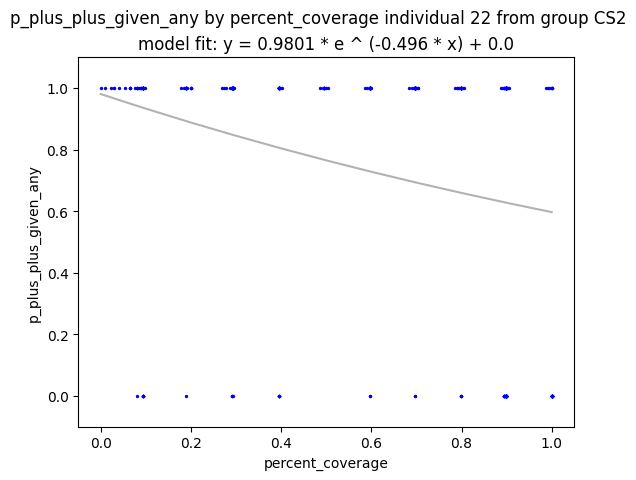 p_plus_plus_given_any by percent_coverage individual 22 from group CS2
model fit: y = 0.9801 * e ^ (-0.496 * x) + 0.0
p_plus_plus_given_any
1.0
0.8
0.6
0.4
0.2
0.0
0.0 0.2 0.4 0.6 0.8 1.0
percent_coverage